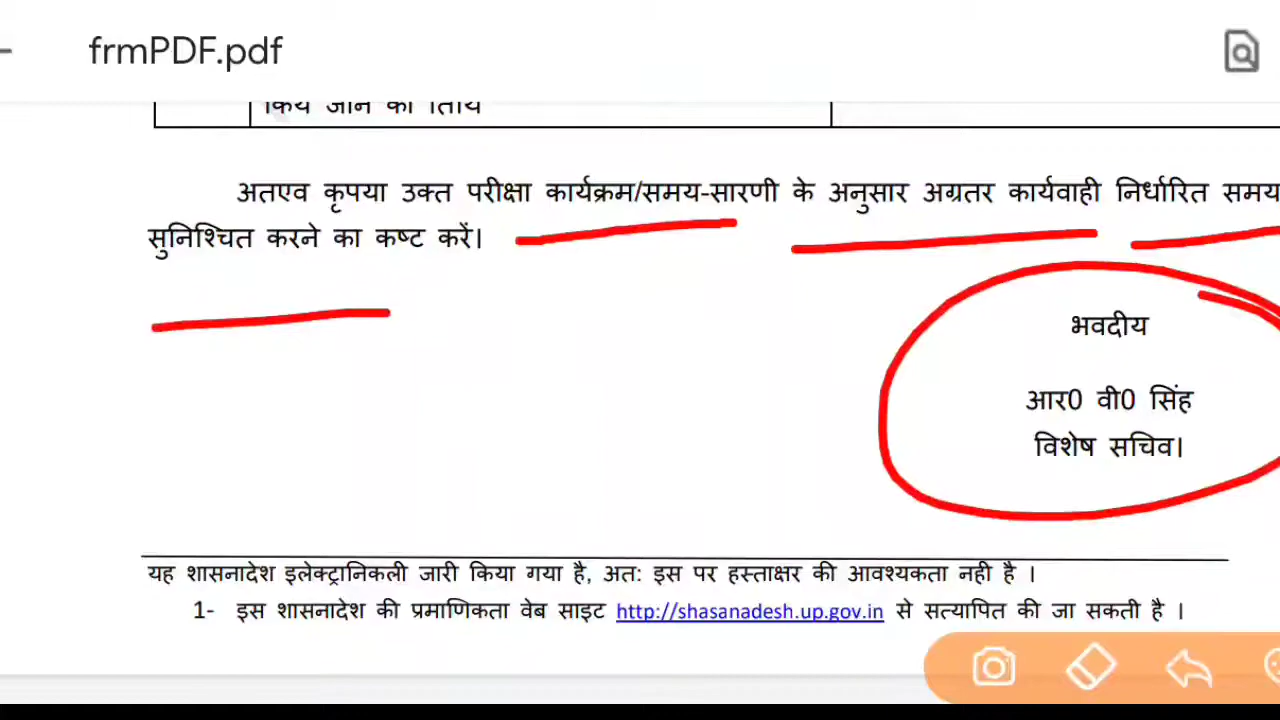 frmPDF.pdf
किये जाने की तिथि
अतएव कृपया उक्त परीक्षा कार्यक्रम/समय-सारणी के अनुसार अग्रतर कार्यवाही निर्धारित समय
सुनिश्चित करने का कष्ट करें।
भवदीय
आर0 वी0 सिंह
विशेष सचिव।
यह शासनादेश इलेक्ट्रानिकली जारी किया गया है, अत: इस पर हस्ताक्षर की आवश्यकता नही है ।
1- इस शासनादेश की प्रमाणिकता वेब साइट http://shasanadesh.up.gov.in से सत्यापित की जा सकती है ।